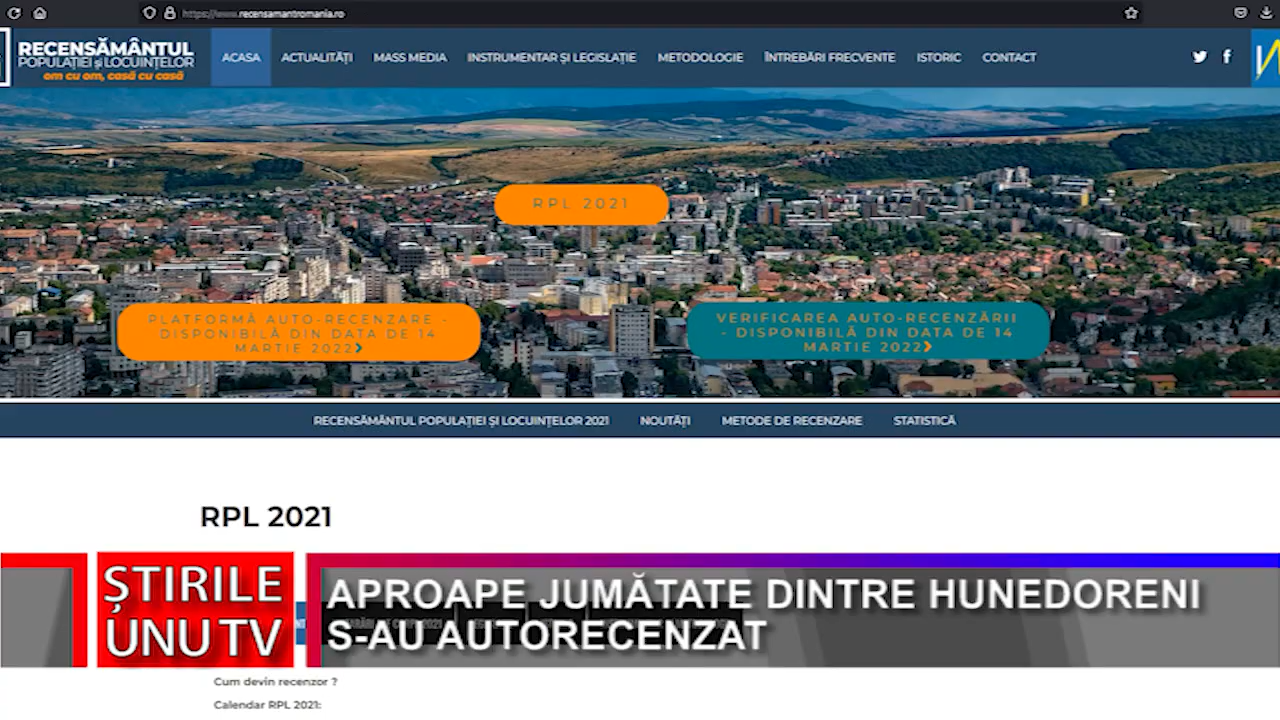 https://www.recensamantromania.ro
RECENSĂMÂNTUL
POPULAȚIEI și LOCUINȚELOR
om cu om, casă cu casă
ACASA
ACTUALITĂȚI
MASS MEDIA
INSTRUMENTAR ȘI LEGISLAȚIE
METODOLOGIE
ÎNTREBĂRI FRECVENTE
ISTORIC
CONTACT
RPL 2021
PLATFORMĂ AUTO-RECENZARE -
DISPONIBILĂ DIN DATA DE 14
MARTIE 2022
VERIFICAREA AUTO-RECENZĂRII
- DISPONIBILĂ DIN DATA DE 14
MARTIE 2022
RECENSĂMÂNTUL POPULAȚIEI ȘI LOCUINȚELOR 2021
NOUTĂȚI
METODE DE RECENZARE
STATISTICĂ
RPL 2021
ȘTIRILE
UNU TV
APROAPE JUMĂTATE DINTRE HUNEDORENI
S-AU AUTORECENZAT
Cum devin recenzor ?
Calendar RPL 2021: